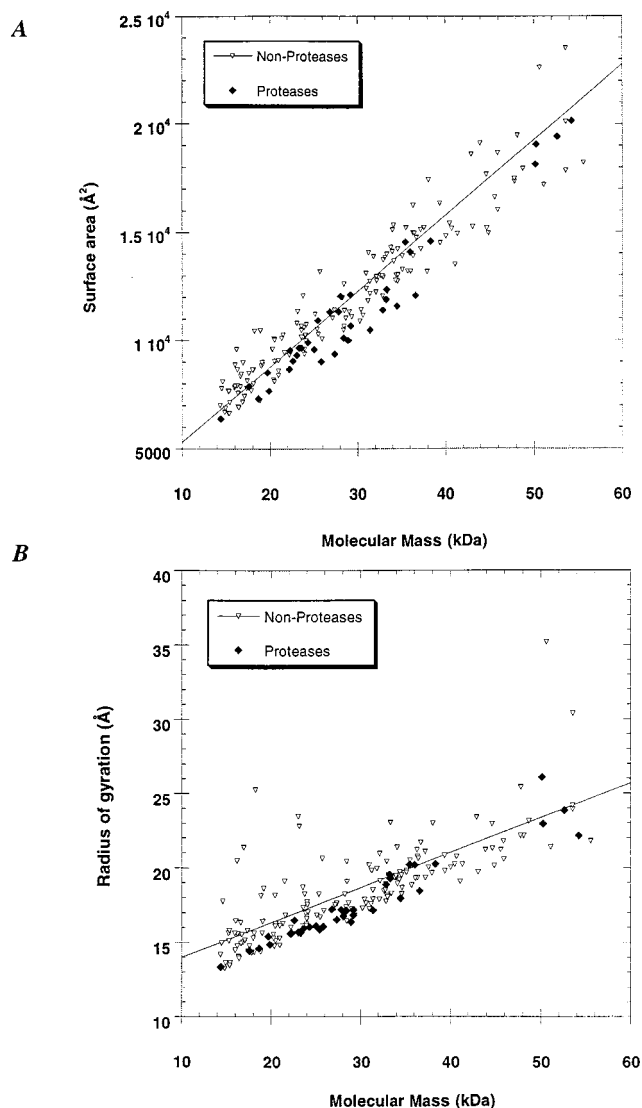 A
2.5 10⁴
Non-Proteases
Proteases
2 10⁴
Surface area (Å²)
1.5 10⁴
1 10⁴
5000
10 20 30 40 50 60
Molecular Mass (kDa)
B
40
Non-Proteases
35
Proteases
30
Radius of gyration (Å)
25
20
15
10
10 20 30 40 50 60
Molecular Mass (kDa)